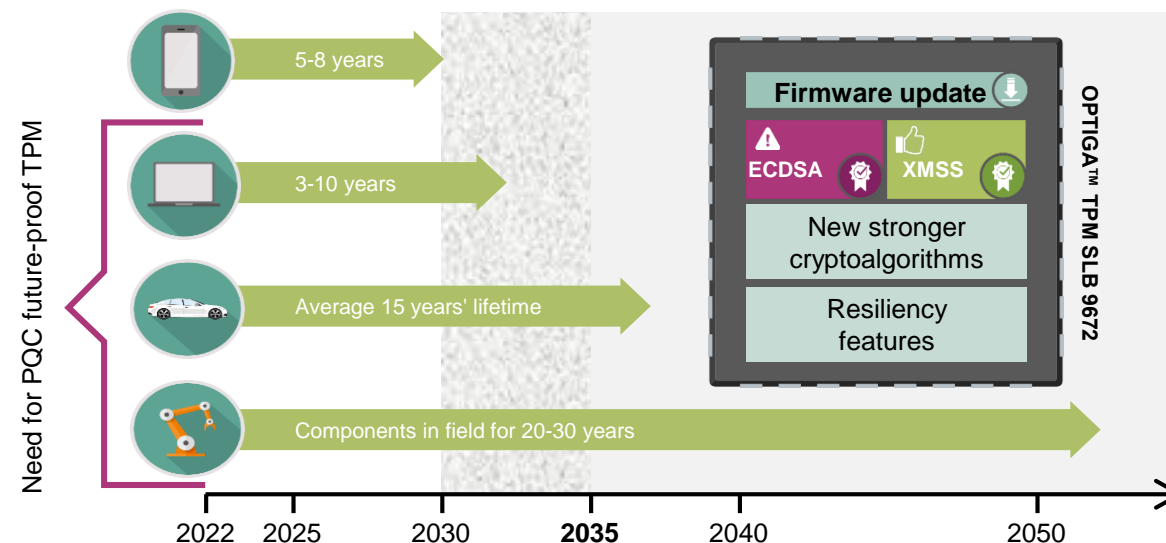 Need for PQC future-proof TPM
5-8 years
3-10 years
Average 15 years' lifetime
Components in field for 20-30 years
Firmware update
ECDSA
XMSS
New stronger
cryptoalgorithms
Resiliency
features
OPTIGA™ TPM SLB 9672
2022
2025
2030
2035
2040
2050